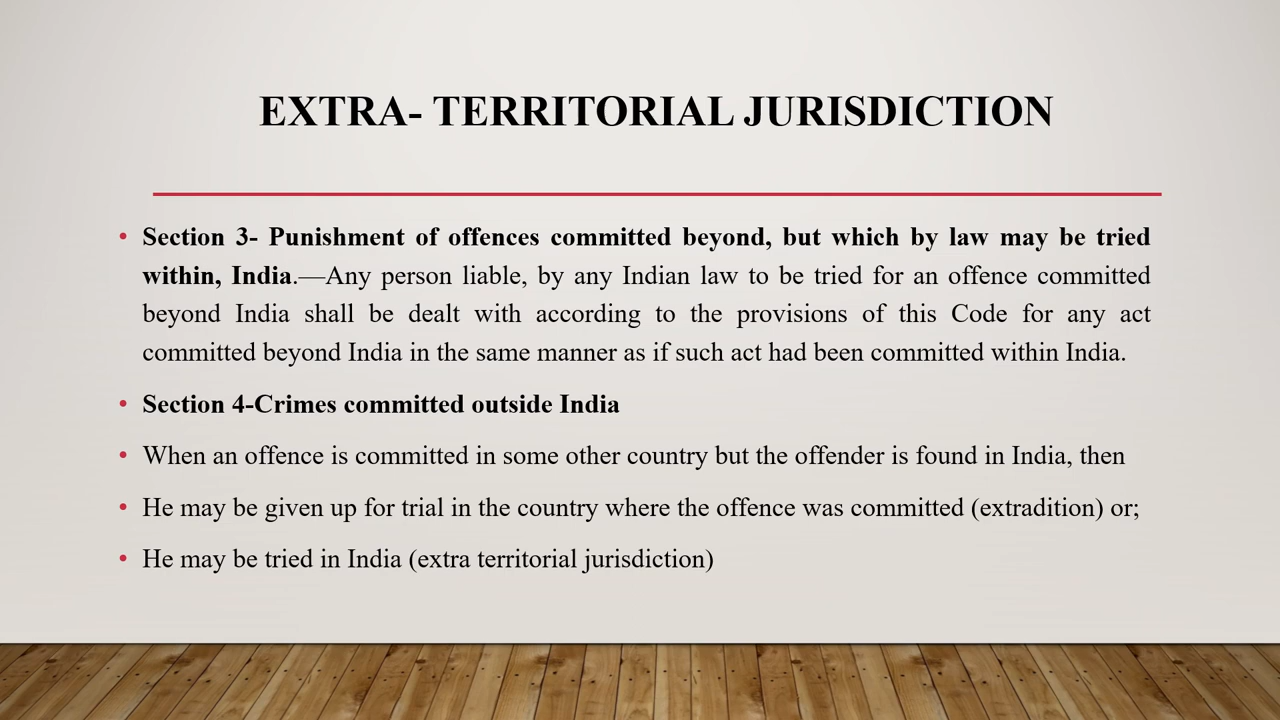 EXTRA- TERRITORIAL JURISDICTION
• Section 3- Punishment of offences committed beyond, but which by law may be tried
within, India.—Any person liable, by any Indian law to be tried for an offence committed
beyond India shall be dealt with according to the provisions of this Code for any act
committed beyond India in the same manner as if such act had been committed within India.
• Section 4-Crimes committed outside India
• When an offence is committed in some other country but the offender is found in India, then
• He may be given up for trial in the country where the offence was committed (extradition) or;
• He may be tried in India (extra territorial jurisdiction)